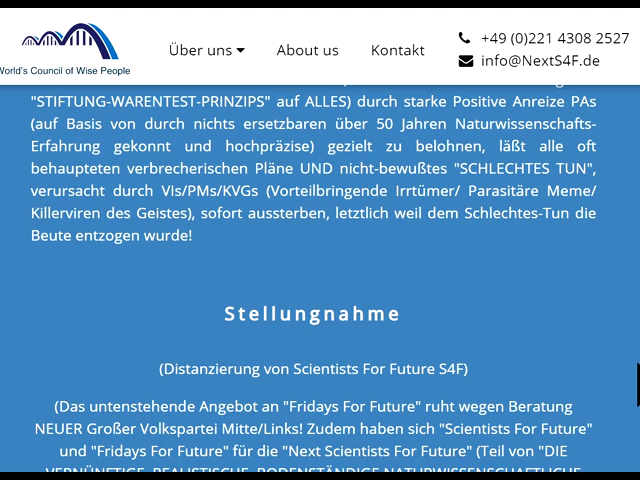 World's Council of Wise People
Über uns
About us
Kontakt
+49 (0)221 4308 2527
info@NextS4F.de
"STIFTUNG-WARENTEST-PRINZIPS" auf ALLES) durch starke Positive Anreize PAs
(auf Basis von durch nichts ersetzbaren über 50 Jahren Naturwissenschafts-
Erfahrung gekonnt und hochpräzise) gezielt zu belohnen, läßt alle oft
behaupteten verbrecherischen Pläne UND nicht-bewußtes "SCHLECHTES TUN",
verursacht durch VIs/PMs/KVGs (Vorteilbringende Irrtümer/ Parasitäre Meme/
Killerviren des Geistes), sofort aussterben, letztlich weil dem Schlechtes-Tun die
Beute entzogen wurde!
Stellungnahme
(Distanzierung von Scientists For Future S4F)
(Das untenstehende Angebot an "Fridays For Future" ruht wegen Beratung
NEUER Großer Volkspartei Mitte/Links! Zudem haben sich "Scientists For Future"
und "Fridays For Future" für die "Next Scientists For Future" (Teil von "DIE
VERNÜNFTIGE, REALISTISCHE, BODENSTÄNDIGE NATURWISSENSCHAFTLICHE